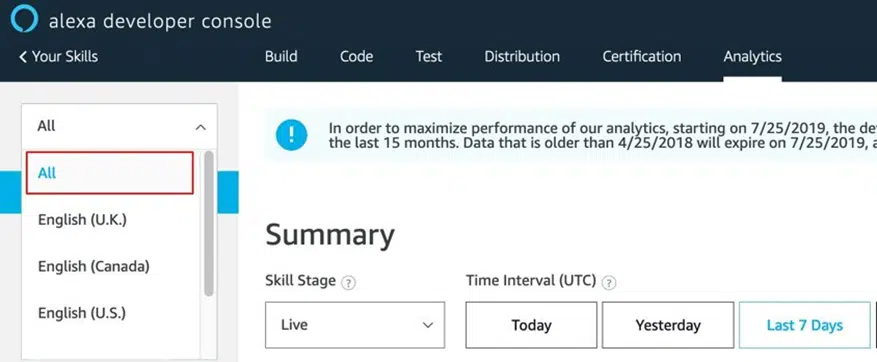 alexa developer console
Your Skills
Build Code Test Distribution Certification Analytics
All
All
English (U.K.)
English (Canada)
English (U.S.)
In order to maximize performance of our analytics, starting on 7/25/2019, the de
the last 15 months. Data that is older than 4/25/2018 will expire on 7/25/2019, a
Summary
Skill Stage ? Time Interval (UTC) ?
Live Today Yesterday Last 7 Days